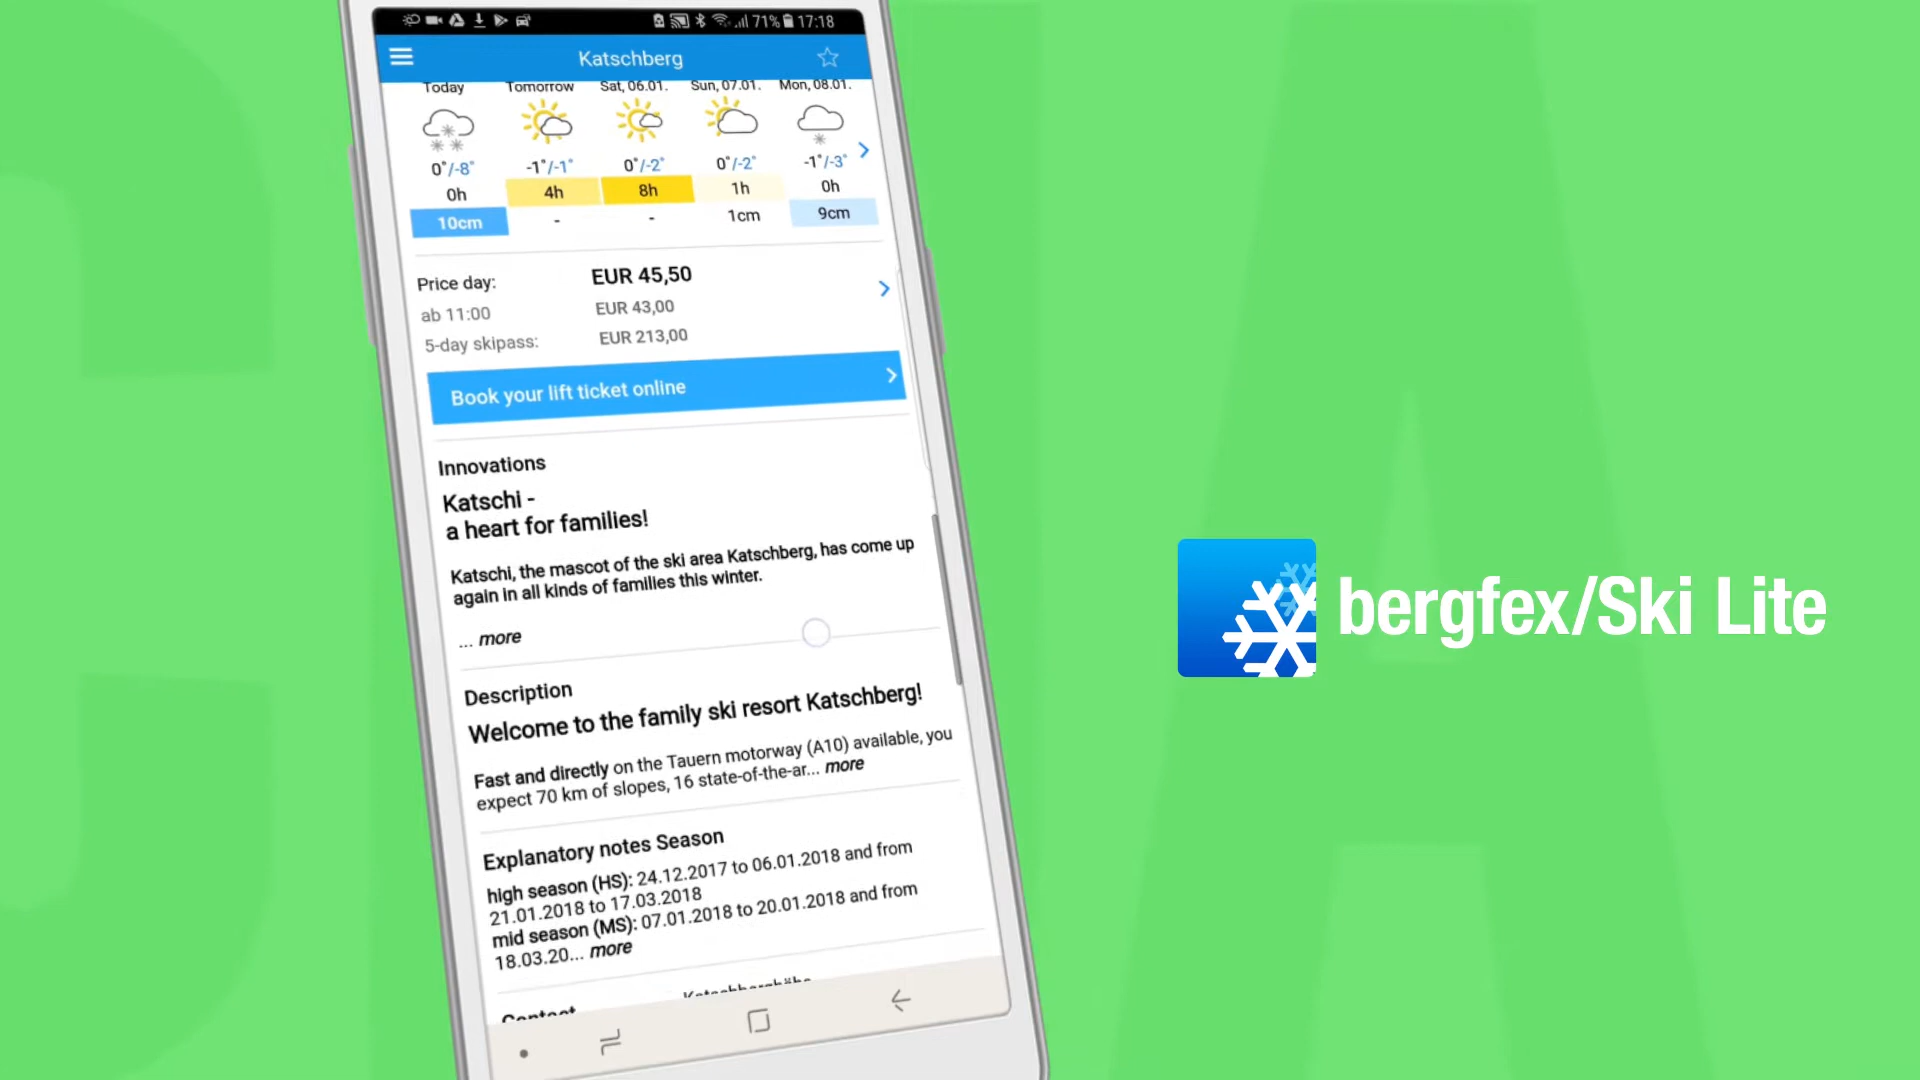 71% 17:18
Katschberg
Today Tomorrow Sat, 06.01. Sun, 07.01. Mon, 08.01.
0°/-8° -1°/-1° 0°/-2° 0°/-2° -1°/-3°
0h 4h 8h 1h 0h
10cm - - 1cm 9cm
Price day: EUR 45,50
ab 11:00 EUR 43,00
5-day skipass: EUR 213,00
Book your lift ticket online
Innovations
Katschi -
a heart for families!
Katschi, the mascot of the ski area Katschberg, has come up
again in all kinds of families this winter.
... more
Description
Welcome to the family ski resort Katschberg!
Fast and directly on the Tauern motorway (A10) available, you
expect 70 km of slopes, 16 state-of-the-ar... more
Explanatory notes Season
high season (HS): 24.12.2017 to 06.01.2018 and from
21.01.2018 to 17.03.2018
mid season (MS): 07.01.2018 to 20.01.2018 and from
18.03.20... more
Contact Katschberghöhe
bergfex/Ski Lite